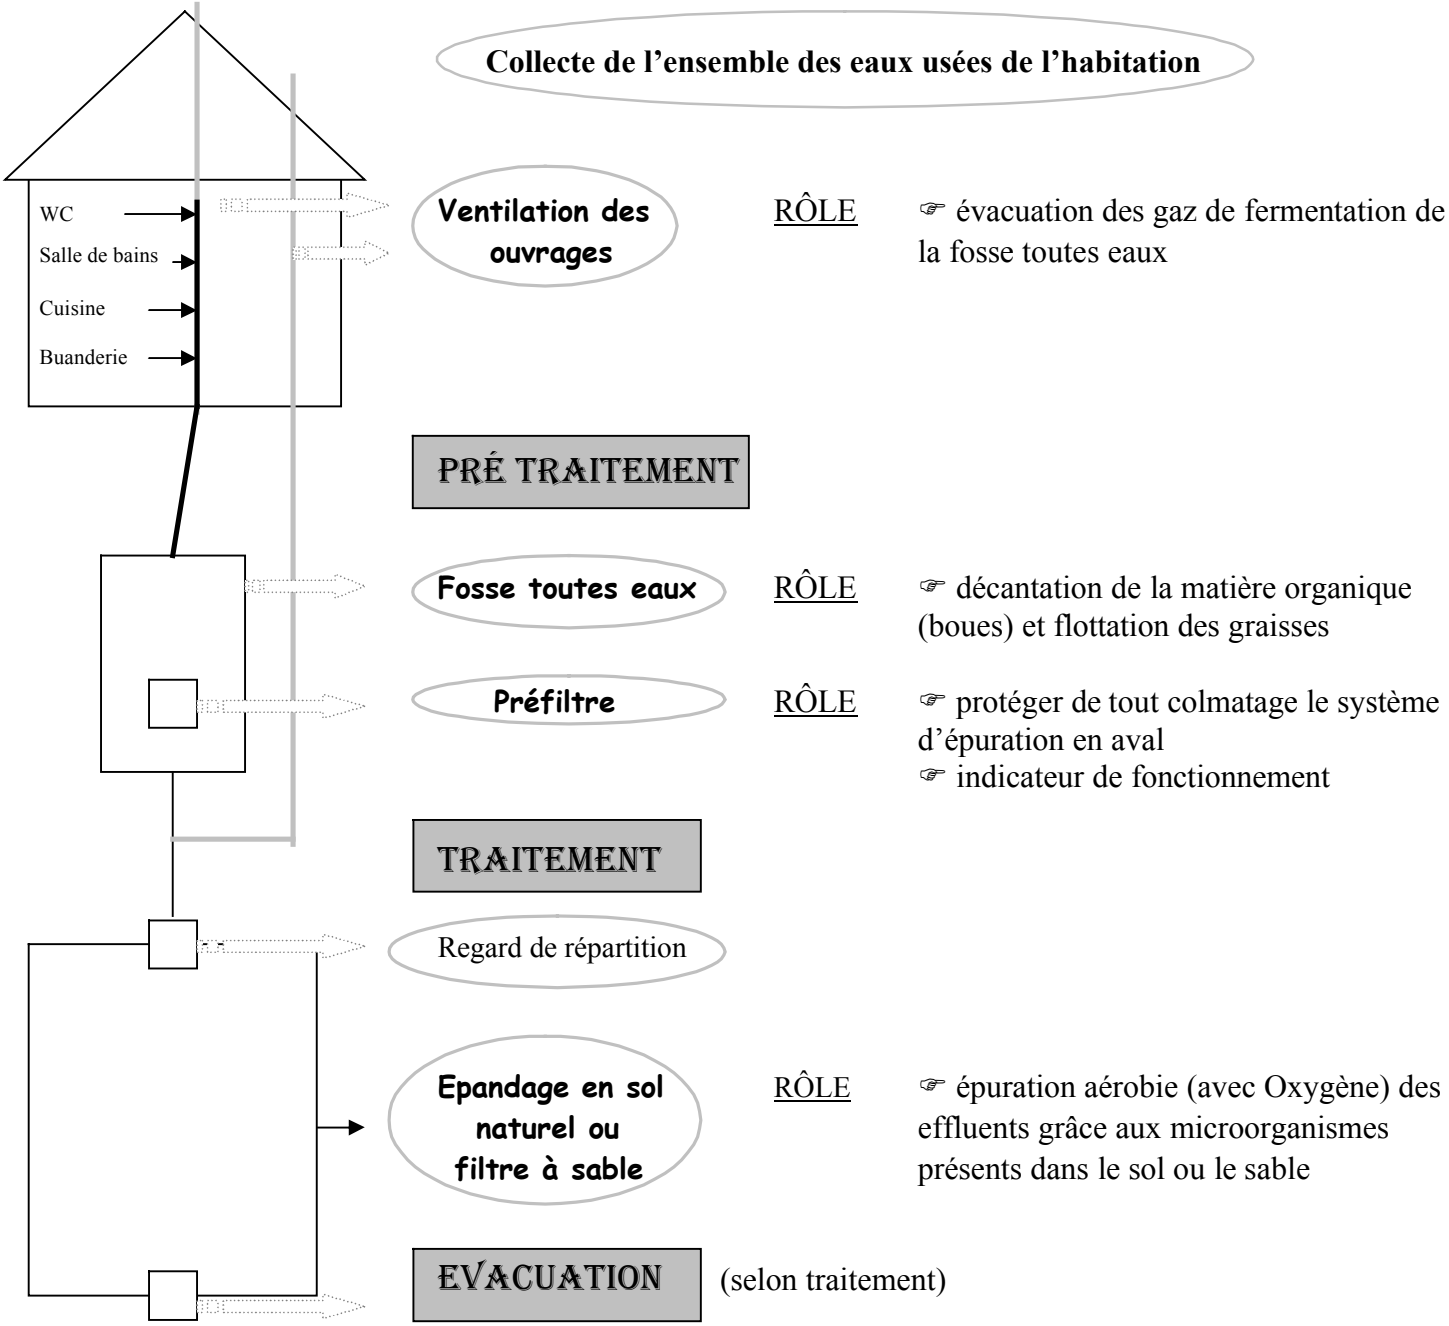 Collecte de l’ensemble des eaux usées de l’habitation
WC
Salle de bains
Cuisine
Buanderie
Ventilation des
ouvrages
RÔLE
☞ évacuation des gaz de fermentation de
la fosse toutes eaux
PRÉ TRAITEMENT
Fosse toutes eaux
RÔLE
☞ décantation de la matière organique
(boues) et flottation des graisses
Préfiltre
RÔLE
☞ protéger de tout colmatage le système
d’épuration en aval
☞ indicateur de fonctionnement
TRAITEMENT
Regard de répartition
Epandage en sol
naturel ou
filtre à sable
RÔLE
☞ épuration aérobie (avec Oxygène) des
effluents grâce aux microorganismes
présents dans le sol ou le sable
EVACUATION
(selon traitement)